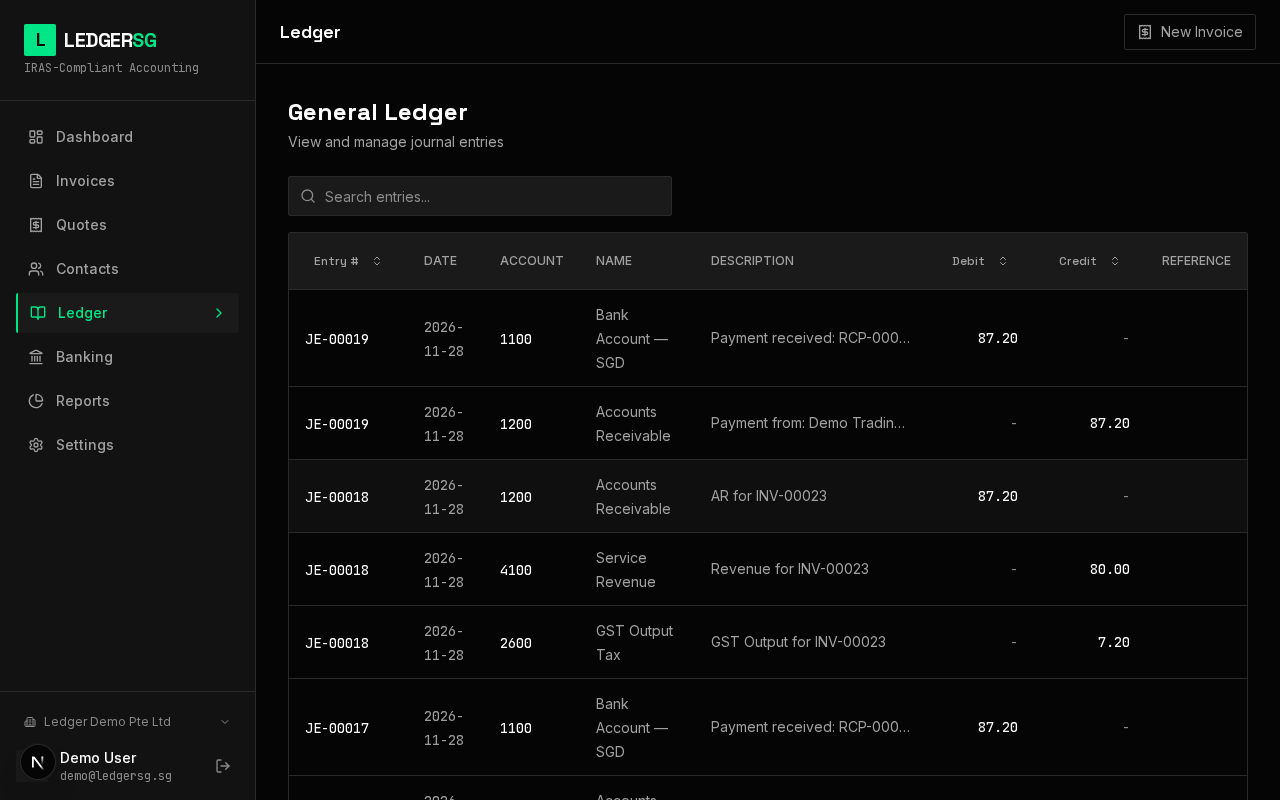 L LEDGERSG
IRAS-Compliant Accounting
Dashboard
Invoices
Quotes
Contacts
Ledger
Banking
Reports
Settings
Ledger Demo Pte Ltd
N
Demo User
demo@ledgersg.sg
Ledger
New Invoice
General Ledger
View and manage journal entries
Search entries...
Entry # DATE ACCOUNT NAME DESCRIPTION Debit Credit REFERENCE
JE-00019 2026-11-28 1100 Bank Account — SGD Payment received: RCP-000... 87.20 -
JE-00019 2026-11-28 1200 Accounts Receivable Payment from: Demo Tradin... - 87.20
JE-00018 2026-11-28 1200 Accounts Receivable AR for INV-00023 87.20 -
JE-00018 2026-11-28 4100 Service Revenue Revenue for INV-00023 - 80.00
JE-00018 2026-11-28 2600 GST Output Tax GST Output for INV-00023 - 7.20
JE-00017 2026-11-28 1100 Bank Account — SGD Payment received: RCP-000... 87.20 -